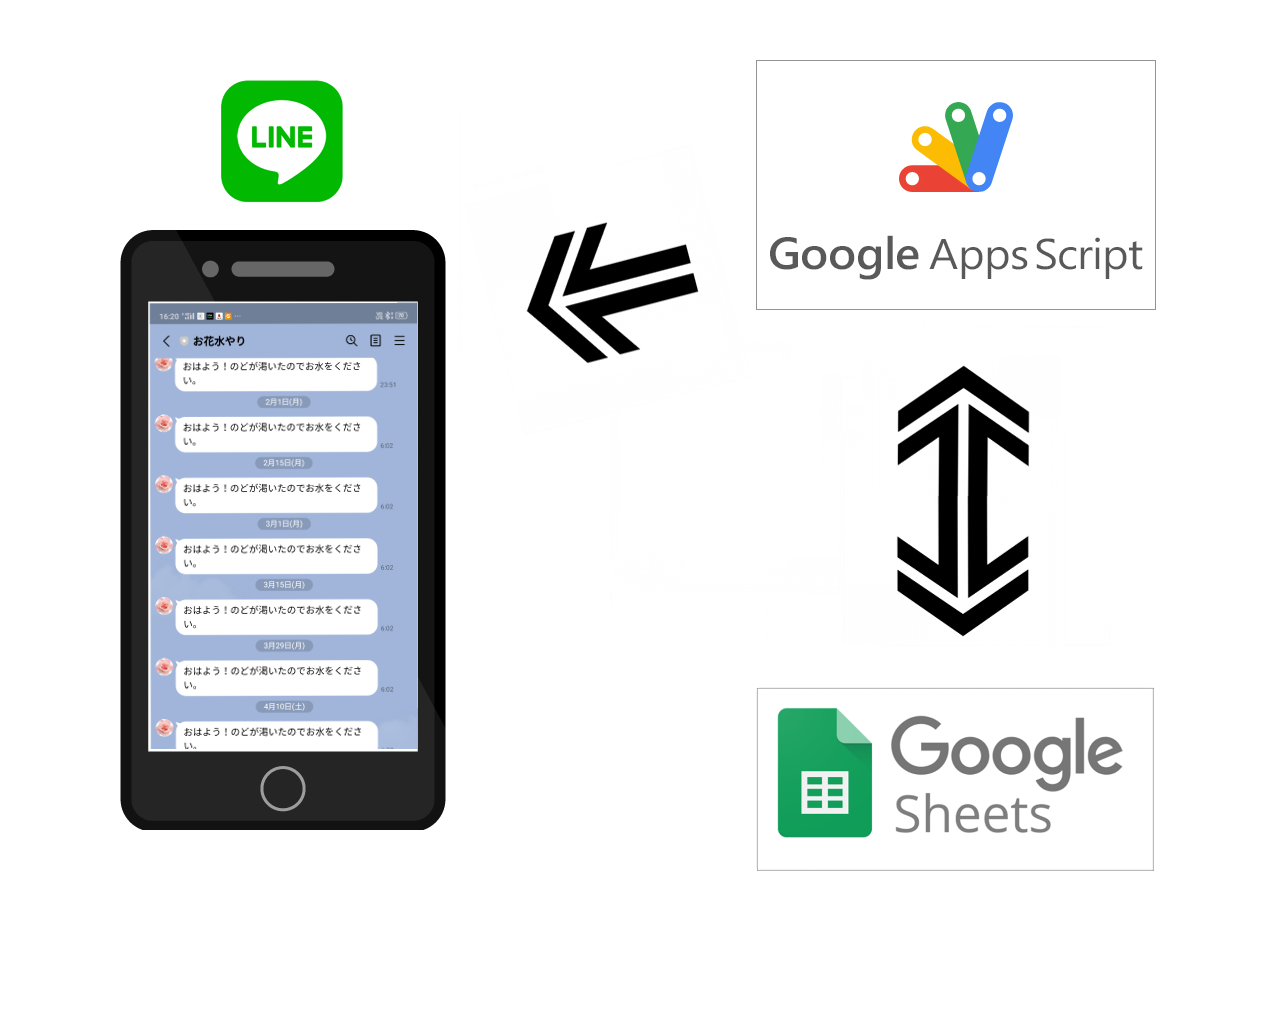 LINE
16:20
お花水やり
おはよう！のどが渇いたのでお水をくださ
い。
23:51
2月1日(月)
おはよう！のどが渇いたのでお水をくださ
い。
6:02
2月15日(月)
おはよう！のどが渇いたのでお水をくださ
い。
6:02
3月1日(月)
おはよう！のどが渇いたのでお水をくださ
い。
6:02
3月15日(月)
おはよう！のどが渇いたのでお水をくださ
い。
6:02
3月29日(月)
おはよう！のどが渇いたのでお水をくださ
い。
6:02
4月10日(土)
おはよう！のどが渇いたのでお水をくださ
い。
Google Apps Script
Google
Sheets